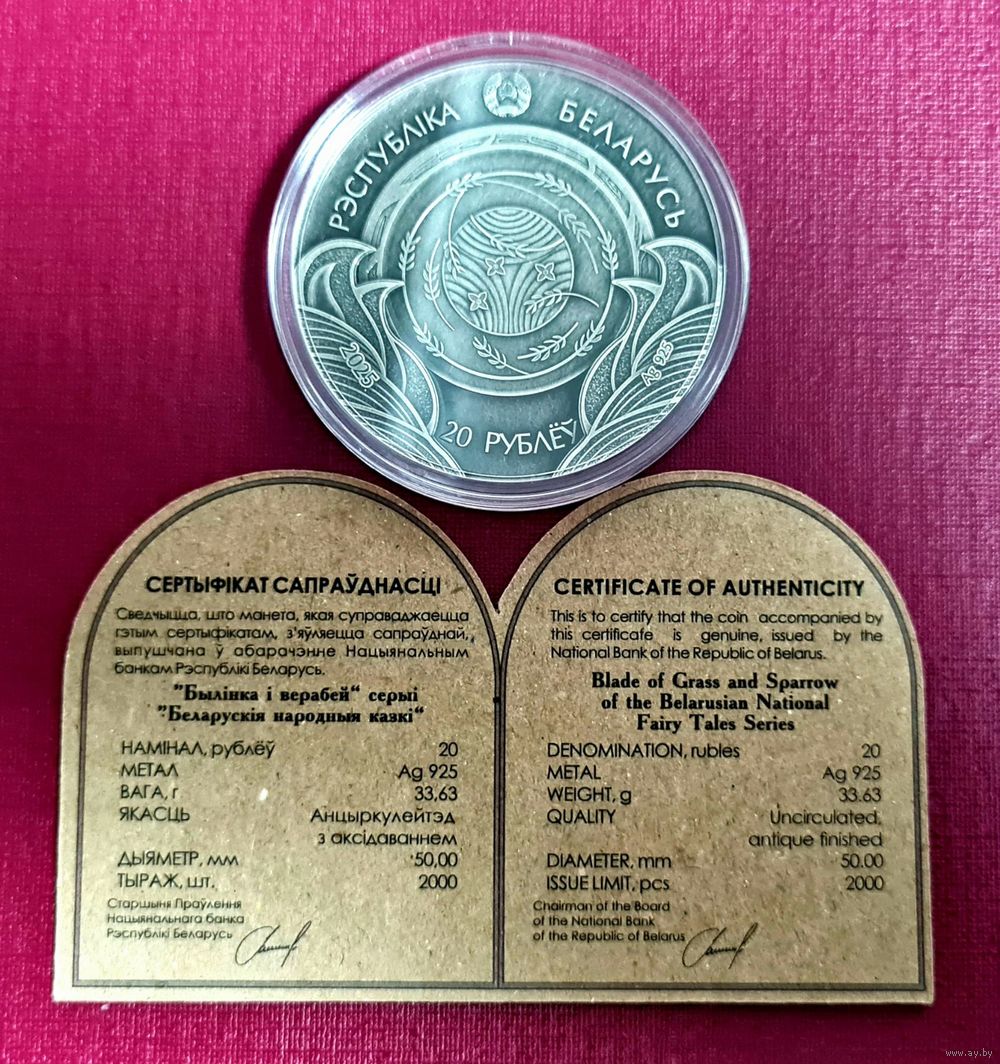 РЭСПУБЛІКА БЕЛАРУСЬ
2025
Ag 925
20 РУБЛЁЎ
СЕРТЫФІКАТ САПРАЎДНАСЦІ
Сведчыцца, што манета, якая суправаджаецца
гэтым сертыфікатам, з'яўляецца сапраўднай,
выпушчана ў абарачэнне Нацыянальным
банкам Рэспублікі Беларусь.
"Былінка і верабей" серыі
"Беларускія народныя казкі"
НАМІНАЛ, рублёў 20
МЕТАЛ Ag 925
ВАГА, г 33,63
ЯКАСЦЬ Анцыркулейтэд
з аксідаваннем
ДЫЯМЕТР, мм 50,00
ТЫРАЖ, шт. 2000
Старшыня Праўлення
Нацыянальнага банка
Рэспублікі Беларусь
CERTIFICATE OF AUTHENTICITY
This is to certify that the coin accompanied by
this certificate is genuine, issued by the
National Bank of the Republic of Belarus.
Blade of Grass and Sparrow
of the Belarusian National
Fairy Tales Series
DENOMINATION, rubles 20
METAL Ag 925
WEIGHT, g 33.63
QUALITY Uncirculated,
antique finished
DIAMETER, mm 50.00
ISSUE LIMIT, pcs 2000
Chairman of the Board
of the National Bank
of the Republic of Belarus
www.ay.by